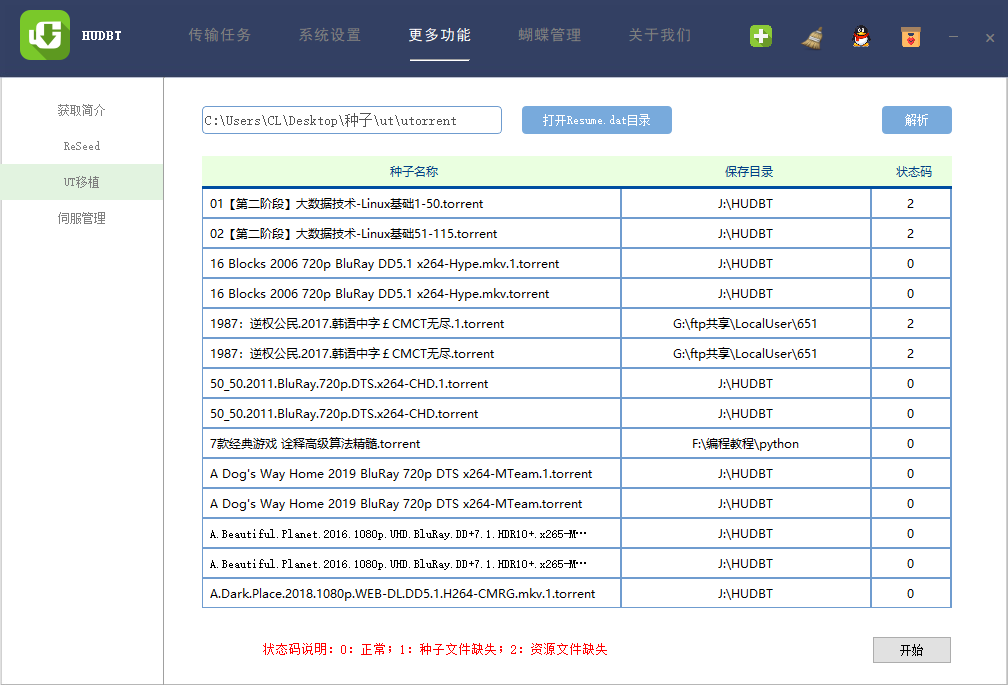 HUDBT 传输任务 系统设置 更多功能 蝴蝶管理 关于我们
获取简介
ReSeed
UT移植
伺服管理
C:\Users\CL\Desktop\种子\ut\utorrent 打开Resume.dat目录 解析
种子名称 保存目录 状态码
01【第二阶段】大数据技术-Linux基础1-50.torrent J:\HUDBT 2
02【第二阶段】大数据技术-Linux基础51-115.torrent J:\HUDBT 2
16 Blocks 2006 720p BluRay DD5.1 x264-Hype.mkv.1.torrent J:\HUDBT 0
16 Blocks 2006 720p BluRay DD5.1 x264-Hype.mkv.torrent J:\HUDBT 0
1987：逆权公民.2017.韩语中字￡CMCT无尽.1.torrent G:\ftp共享\LocalUser\651 2
1987：逆权公民.2017.韩语中字￡CMCT无尽.torrent G:\ftp共享\LocalUser\651 2
50_50.2011.BluRay.720p.DTS.x264-CHD.1.torrent J:\HUDBT 0
50_50.2011.BluRay.720p.DTS.x264-CHD.torrent J:\HUDBT 0
7款经典游戏 诠释高级算法精髓.torrent F:\编程教程\python 0
A Dog's Way Home 2019 BluRay 720p DTS x264-MTeam.1.torrent J:\HUDBT 0
A Dog's Way Home 2019 BluRay 720p DTS x264-MTeam.torrent J:\HUDBT 0
A.Beautiful.Planet.2016.1080p.UHD.BluRay.DD+7.1.HDR10+.x265-M… J:\HUDBT 0
A.Beautiful.Planet.2016.1080p.UHD.BluRay.DD+7.1.HDR10+.x265-M… J:\HUDBT 0
A.Dark.Place.2018.1080p.WEB-DL.DD5.1.H264-CMRG.mkv.1.torrent J:\HUDBT 0
状态码说明：0：正常；1：种子文件缺失；2：资源文件缺失 开始